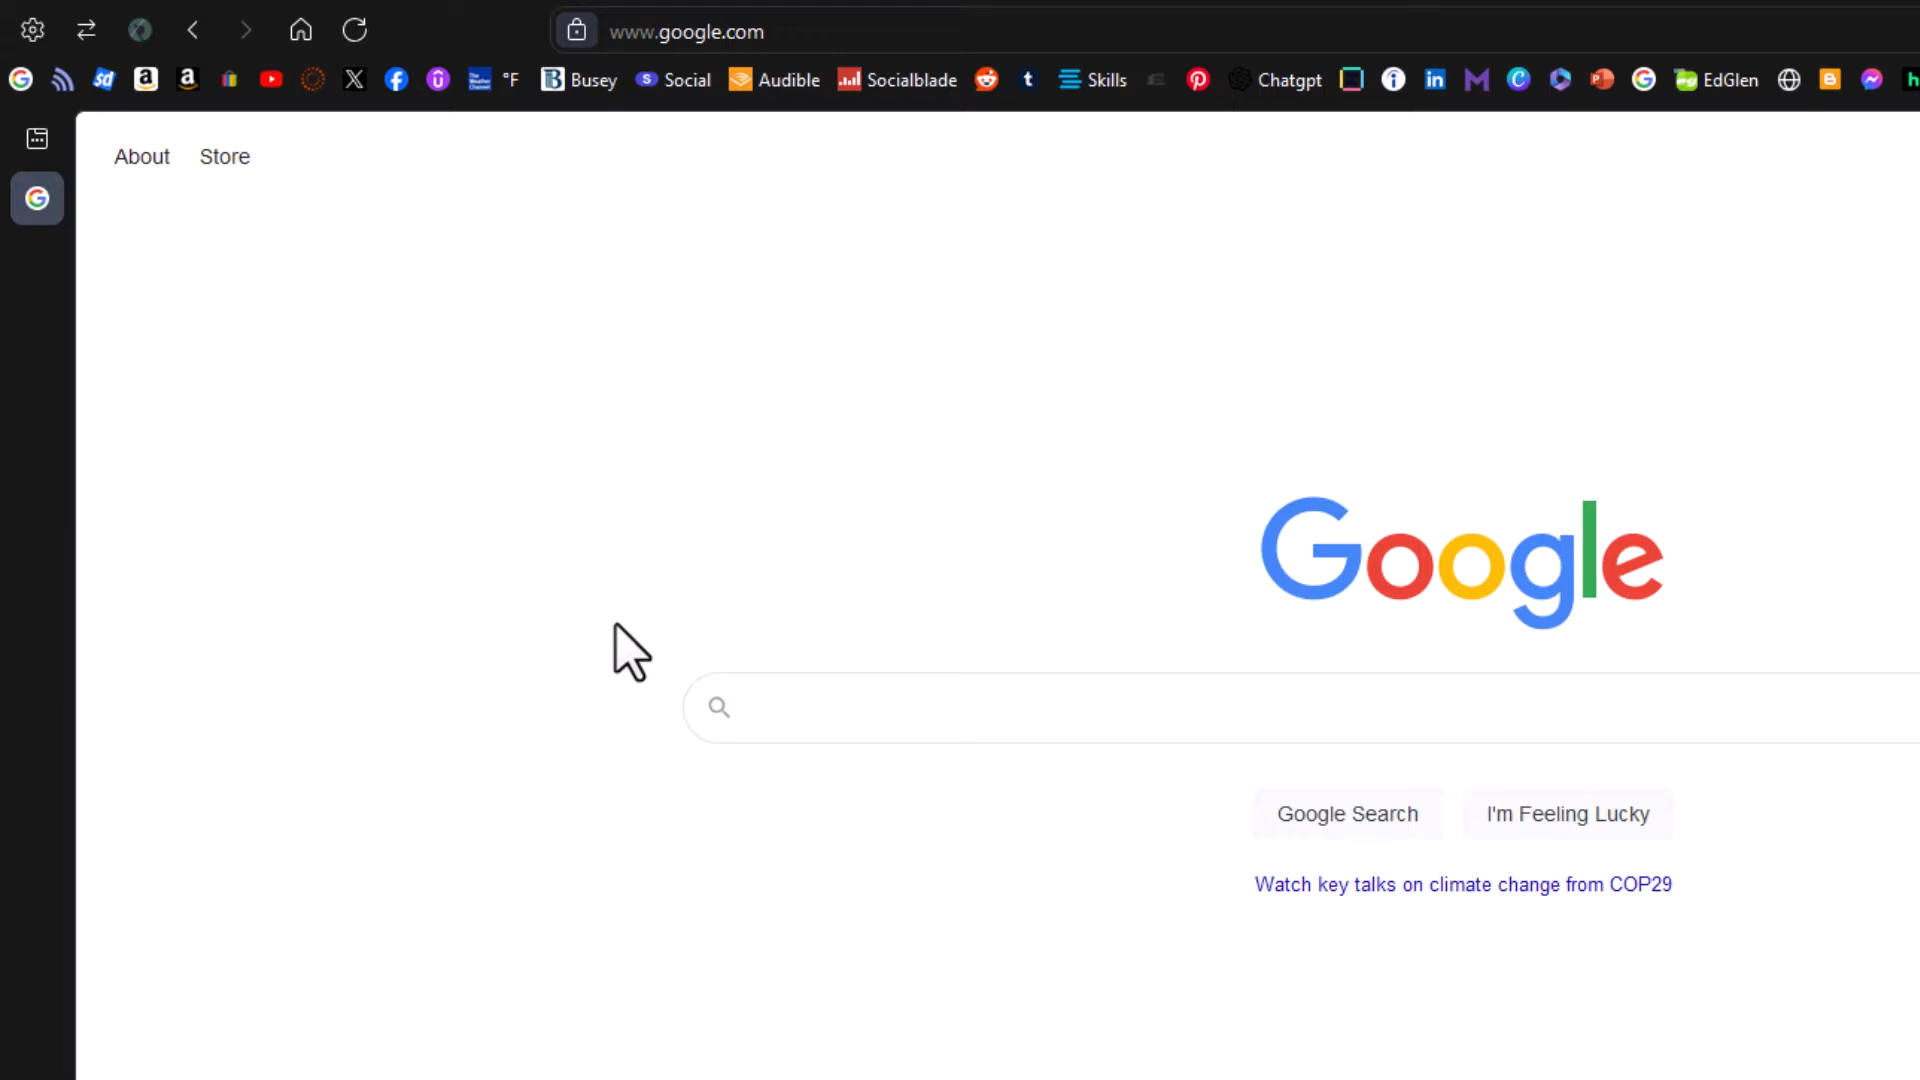 www.google.com
°F Busey Social Audible Socialblade Skills Chatgpt EdGlen
About Store
Google
Google Search I'm Feeling Lucky
Watch key talks on climate change from COP29